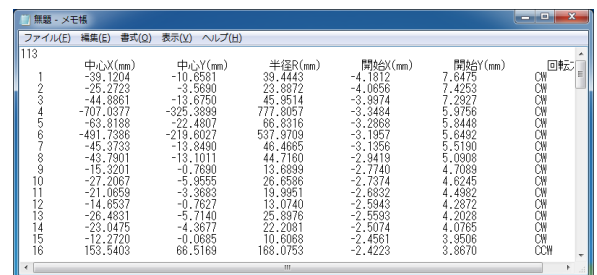 無題 - メモ帳
ファイル(F) 編集(E) 書式(O) 表示(V) ヘルプ(H)
113
中心X(mm) 中心Y(mm) 半径R(mm) 開始X(mm) 開始Y(mm) 回転
1 -39.1204 -10.6581 39.4443 -4.1812 7.6475 CW
2 -25.2723 -3.5690 23.8872 -4.0656 7.4253 CW
3 -44.8861 -13.6750 45.9514 -3.9974 7.2927 CW
4 -707.0377 -325.3899 777.8057 -3.3484 5.9756 CW
5 -63.8188 -22.4807 66.8316 -3.2868 5.8448 CW
6 -491.7386 -219.6027 537.9709 -3.1957 5.6492 CW
7 -45.3733 -13.8490 46.4665 -3.1356 5.5190 CW
8 -43.7901 -13.1011 44.7160 -2.9419 5.0908 CW
9 -15.3201 -0.7690 13.6899 -2.7740 4.7089 CW
10 -27.2067 -5.9555 26.6586 -2.7374 4.6245 CW
11 -21.0659 -3.3683 19.9951 -2.6832 4.4982 CW
12 -14.6537 -0.7627 13.0740 -2.5943 4.2872 CW
13 -26.4831 -5.7140 25.8976 -2.5593 4.2028 CW
14 -23.0475 -4.3677 22.2081 -2.5074 4.0765 CW
15 -12.2720 -0.0685 10.6068 -2.4561 3.9506 CW
16 153.5403 66.5169 168.0753 -2.4223 3.8670 CCW